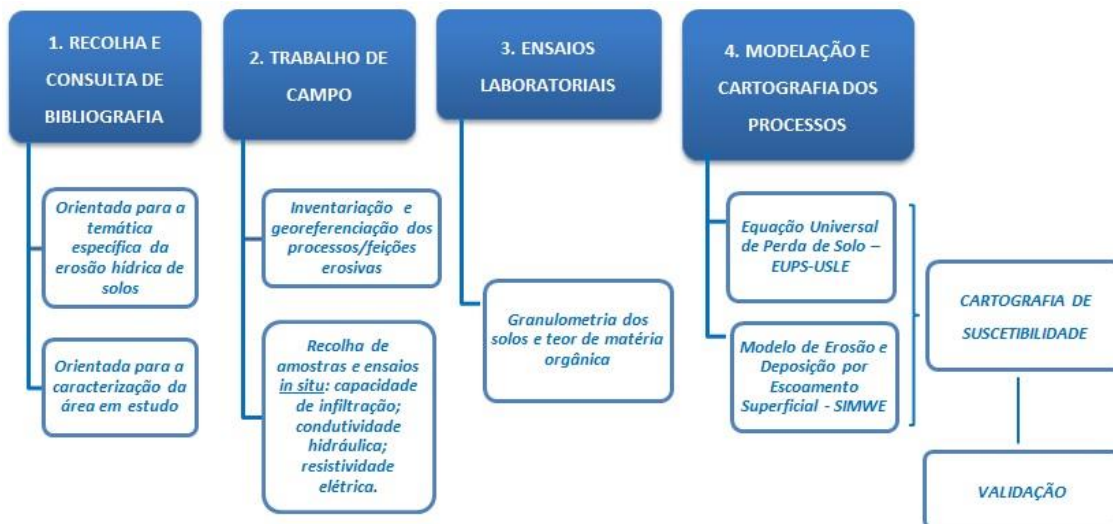 1. RECOLHA E
CONSULTA DE
BIBLIOGRAFIA
Orientada para a
temática
específica da
erosão hídrica de
solos
Orientada para a
caracterização da
área em estudo
2. TRABALHO DE
CAMPO
Inventariação e
georeferenciação dos
processos/feições
erosivas
Recolha de
amostras e ensaios
in situ: capacidade
de infiltração;
condutividade
hidráulica;
resistividade
elétrica.
3. ENSAIOS
LABORATORIAIS
Granulometria dos
solos e teor de matéria
orgânica
4. MODELAÇÃO E
CARTOGRAFIA DOS
PROCESSOS
Equação Universal
de Perda de Solo –
EUPS-USLE
Modelo de Erosão e
Deposição por
Escoamento
Superficial - SIMWE
CARTOGRAFIA DE
SUSCETIBILIDADE
VALIDAÇÃO